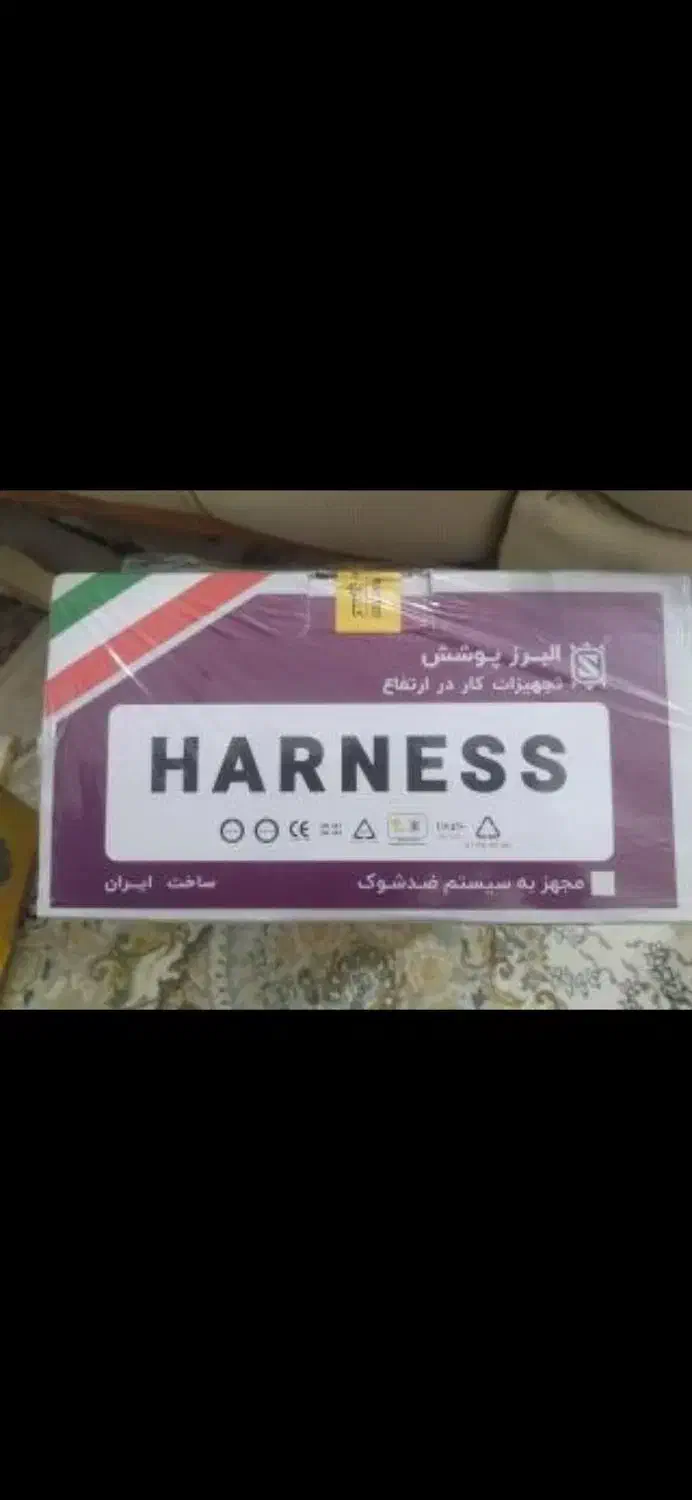 البرز پوشش
تجهیزات کار در ارتفاع
HARNESS
CE
مجهز به سیستم ضدشوک
ساخت ایران